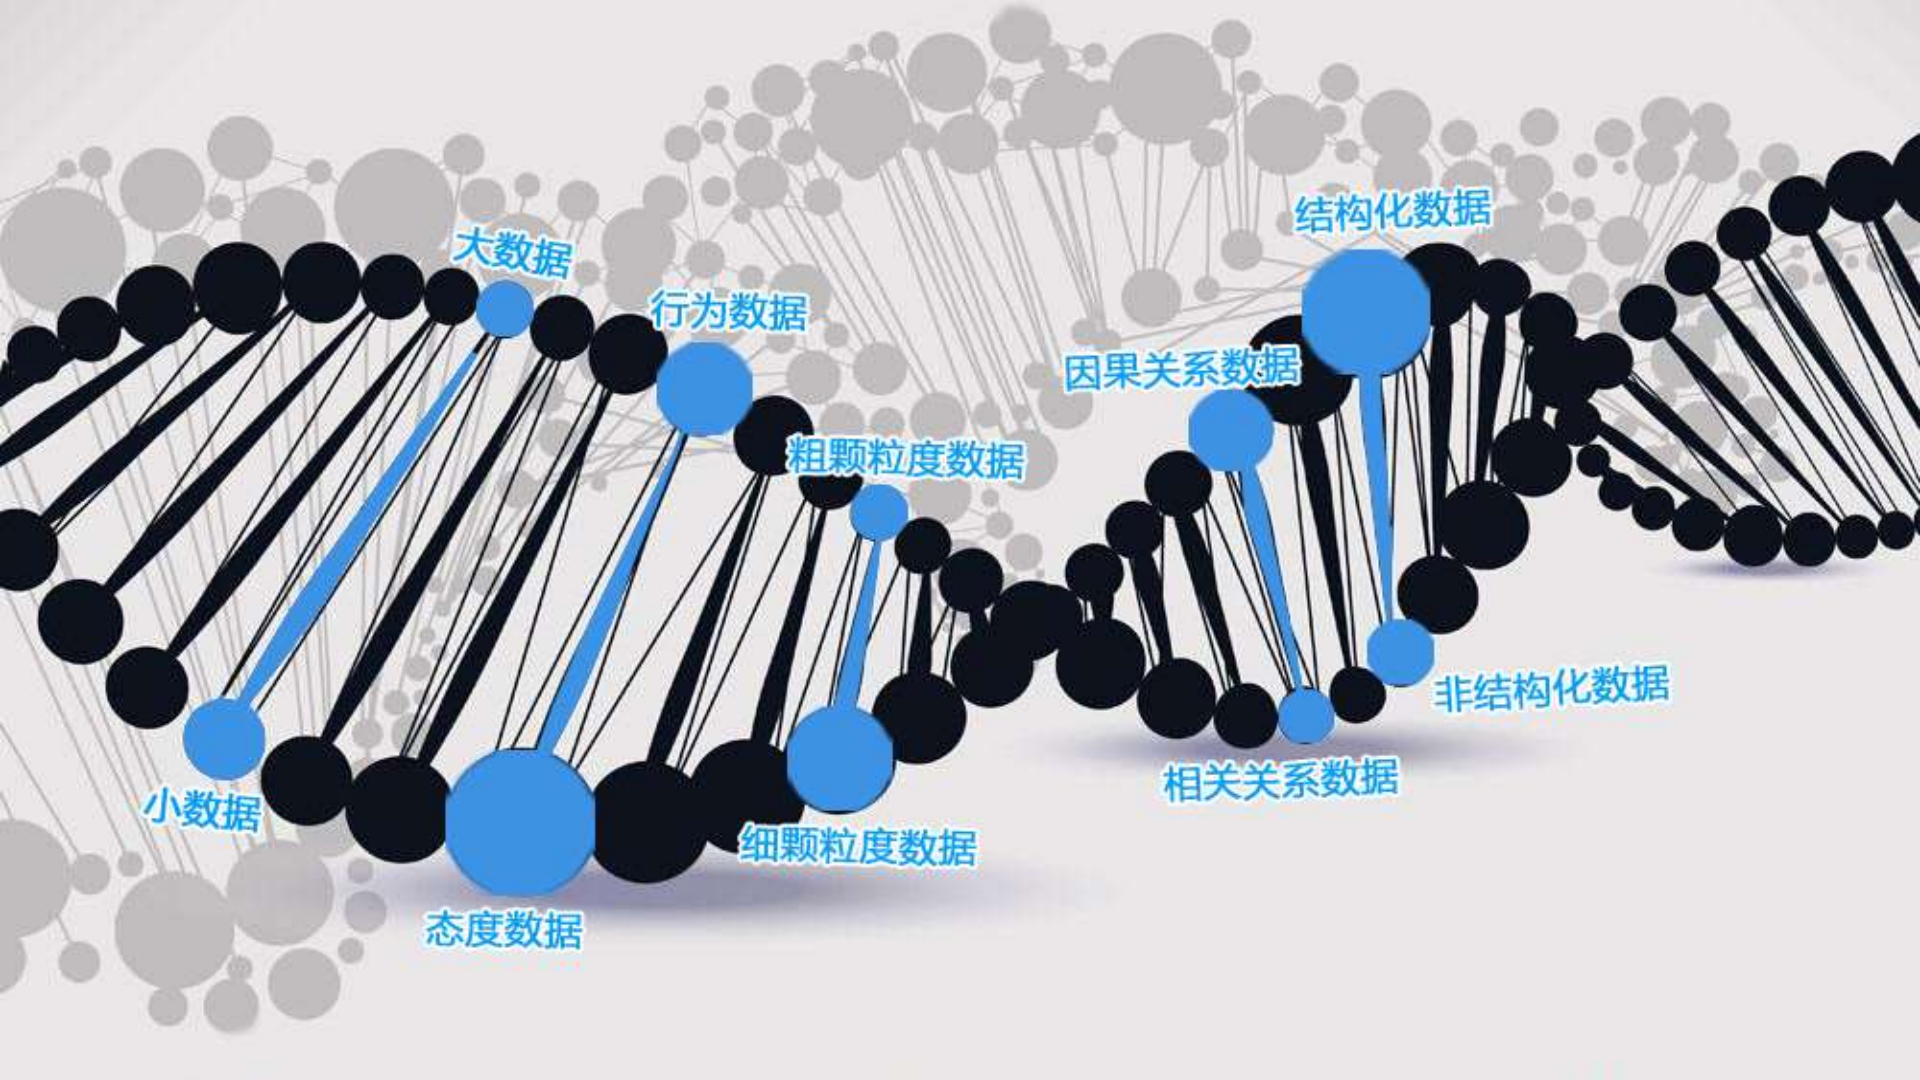 大数据
行为数据
粗颗粒度数据
结构化数据
因果关系数据
小数据
态度数据
细颗粒度数据
相关关系数据
非结构化数据